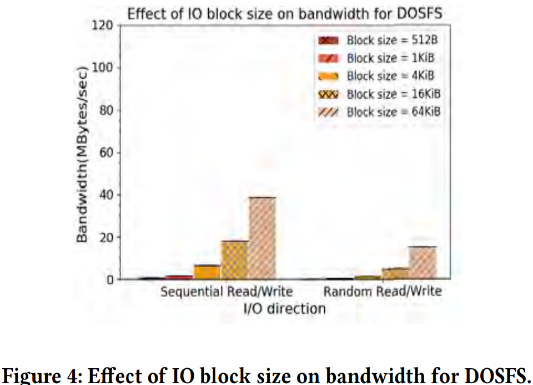 Effect of IO block size on bandwidth for DOSFS
120
100
80
60
40
20
0
Bandwidth(MBytes/sec)
Block size = 512B
Block size = 1KiB
Block size = 4KiB
Block size = 16KiB
Block size = 64KiB
Sequential Read/Write Random Read/Write
I/O direction
Figure 4: Effect of IO block size on bandwidth for DOSFS.